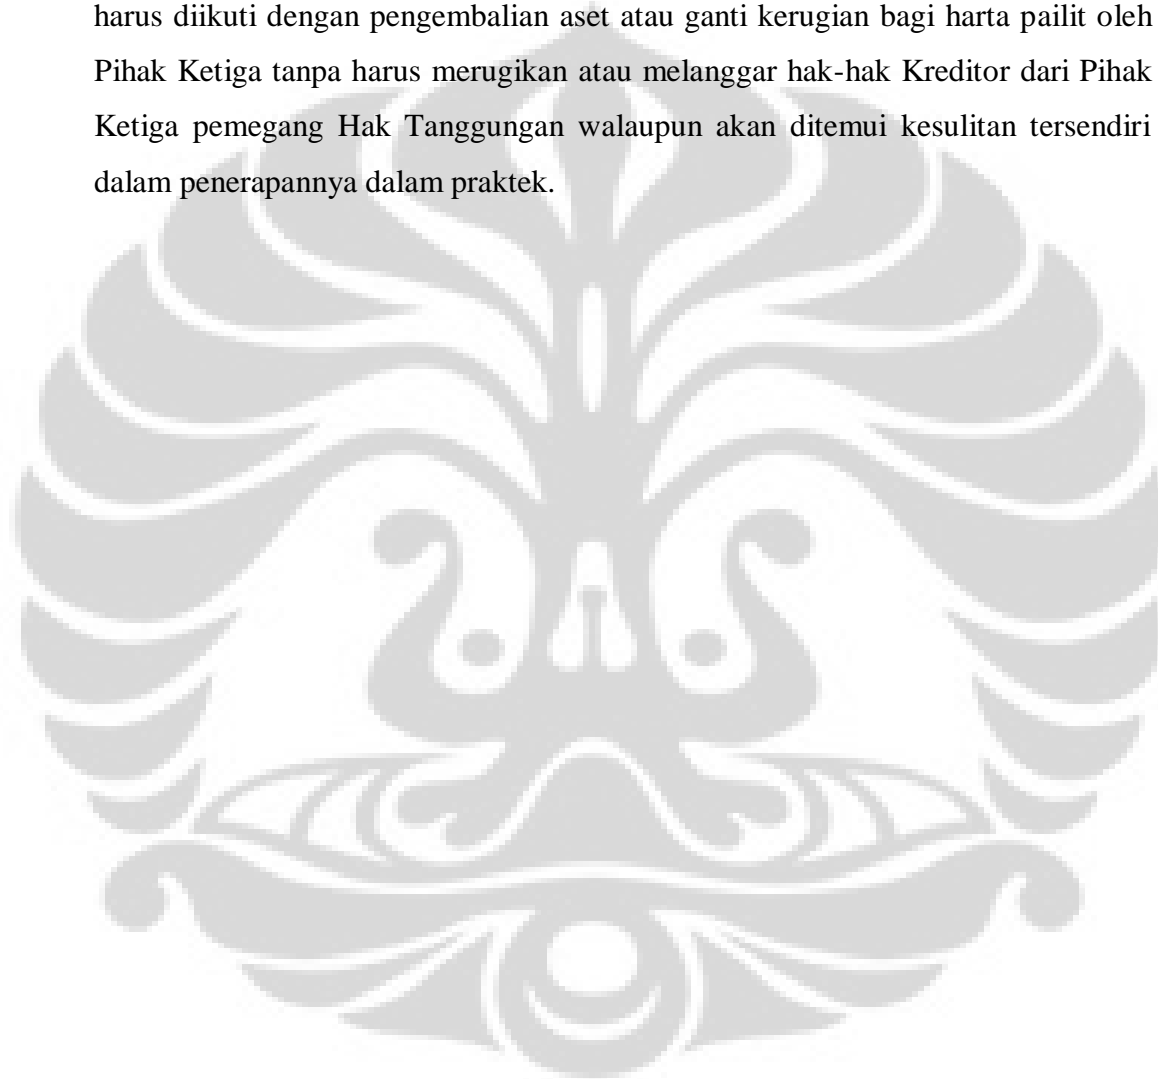 harus diikuti dengan pengembalian aset atau ganti kerugian bagi harta pailit oleh
Pihak Ketiga tanpa harus merugikan atau melanggar hak-hak Kreditor dari Pihak
Ketiga pemegang Hak Tanggungan walaupun akan ditemui kesulitan tersendiri
dalam penerapannya dalam praktek.